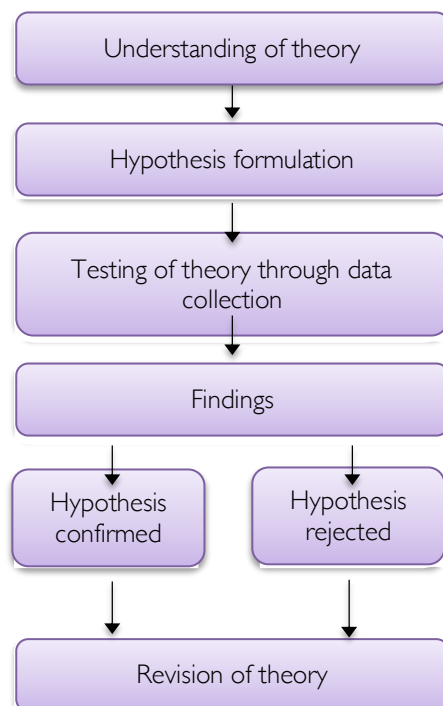 Understanding of theory
Hypothesis formulation
Testing of theory through data
collection
Findings
Hypothesis
confirmed
Hypothesis
rejected
Revision of theory